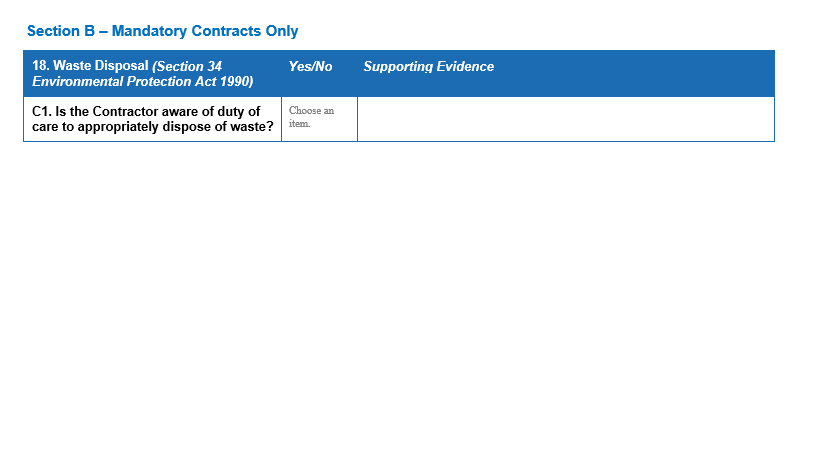 Section B – Mandatory Contracts Only
18. Waste Disposal (Section 34 Environmental Protection Act 1990)
Yes/No
Supporting Evidence
C1. Is the Contractor aware of duty of care to appropriately dispose of waste?
Choose an item.